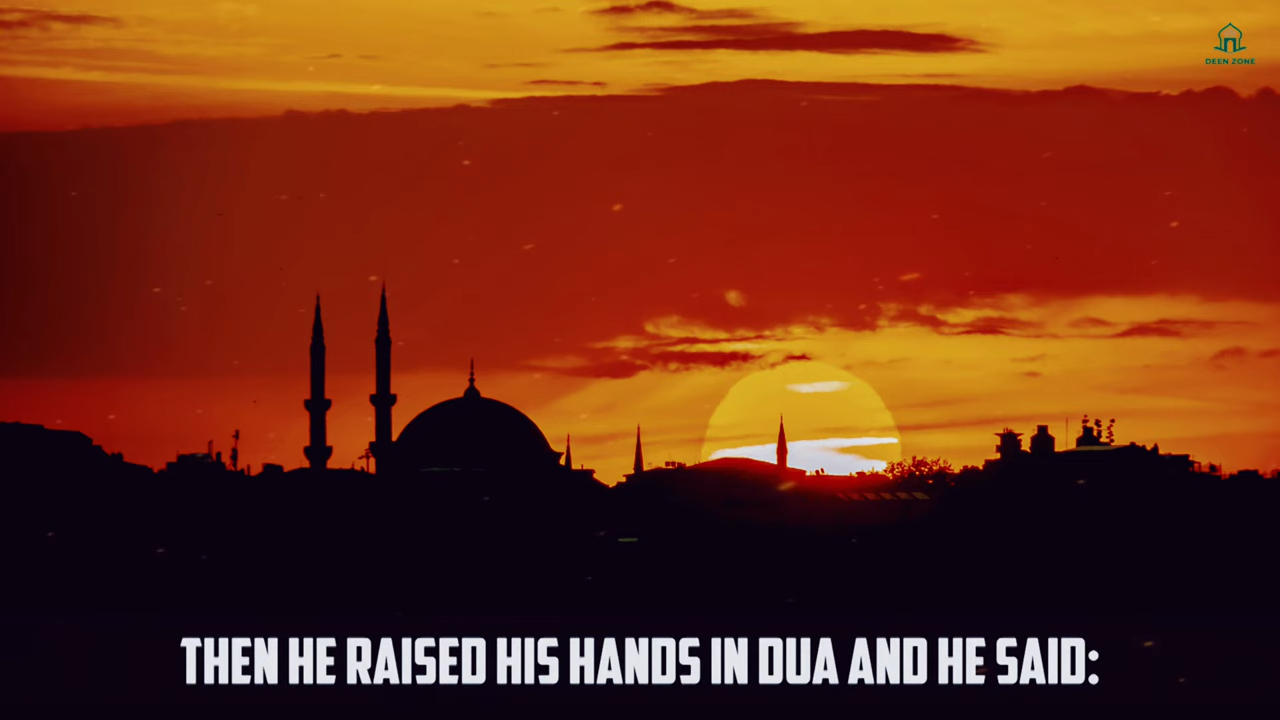 DEEN ZONE
THEN HE RAISED HIS HANDS IN DUA AND HE SAID: